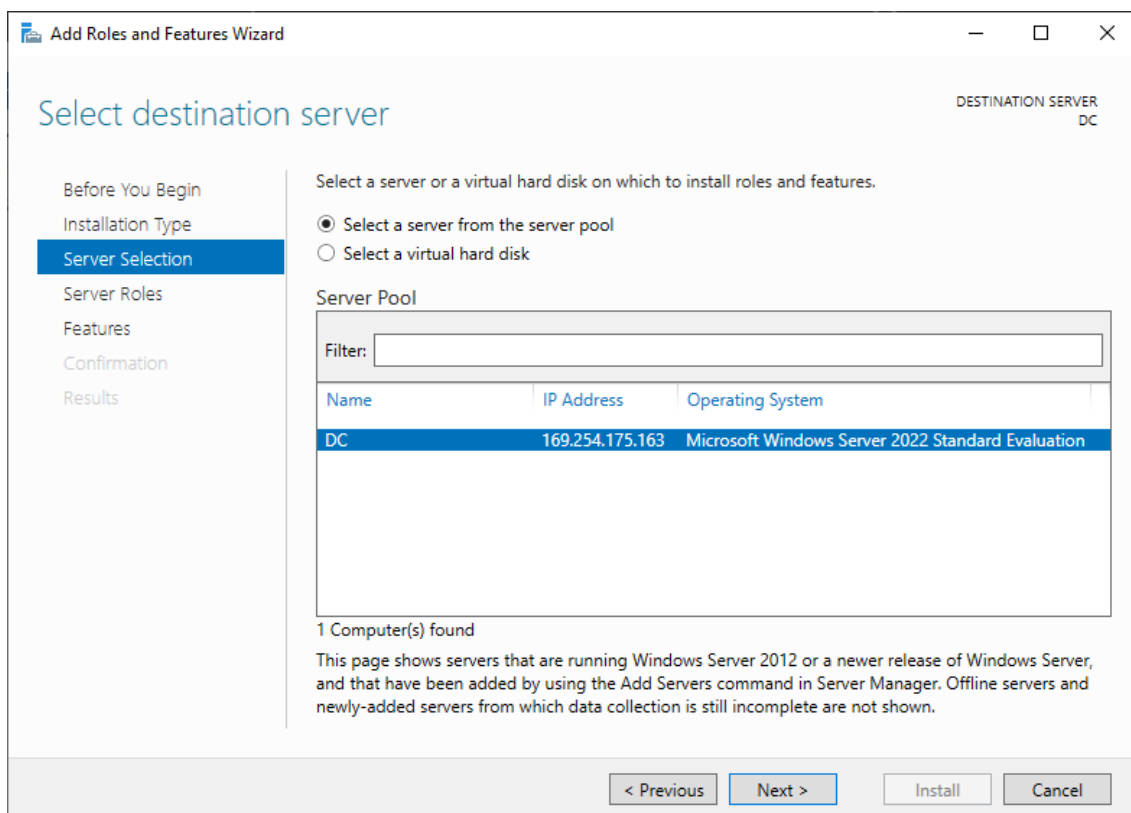 Add Roles and Features Wizard
Select destination server
DESTINATION SERVER
DC
Before You Begin
Installation Type
Server Selection
Server Roles
Features
Confirmation
Results
Select a server or a virtual hard disk on which to install roles and features.
Select a server from the server pool
Select a virtual hard disk
Server Pool
Filter:
Name IP Address Operating System
DC 169.254.175.163 Microsoft Windows Server 2022 Standard Evaluation
1 Computer(s) found
This page shows servers that are running Windows Server 2012 or a newer release of Windows Server,
and that have been added by using the Add Servers command in Server Manager. Offline servers and
newly-added servers from which data collection is still incomplete are not shown.
< Previous Next > Install Cancel